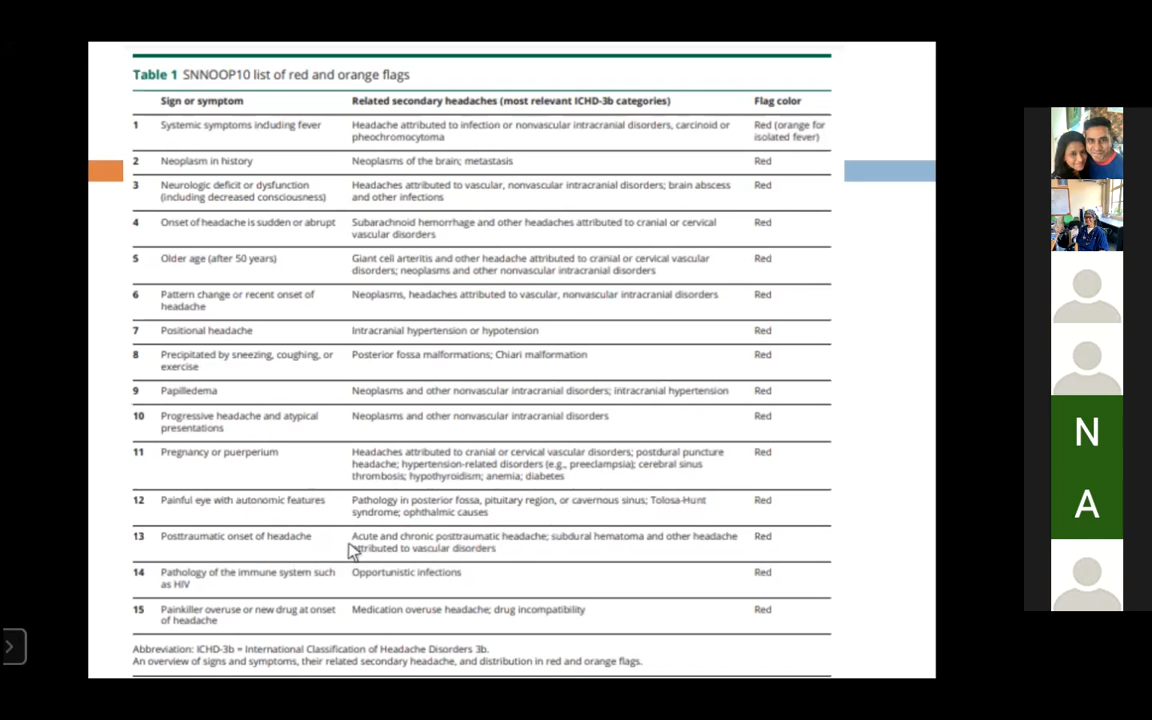 Table 1 SNNOOP10 list of red and orange flags
Sign or symptom Related secondary headaches (most relevant ICHD-3b categories) Flag color
1 Systemic symptoms including fever Headache attributed to infection or nonvascular intracranial disorders, carcinoid or Red (orange for
pheochromocytoma isolated fever)
2 Neoplasm in history Neoplasms of the brain; metastasis Red
3 Neurologic deficit or dysfunction Headaches attributed to vascular, nonvascular intracranial disorders; brain abscess Red
(including decreased consciousness) and other infections
4 Onset of headache is sudden or abrupt Subarachnoid hemorrhage and other headaches attributed to cranial or cervical Red
vascular disorders
5 Older age (after 50 years) Giant cell arteritis and other headache attributed to cranial or cervical vascular Red
disorders; neoplasms and other nonvascular intracranial disorders
6 Pattern change or recent onset of Neoplasms, headaches attributed to vascular, nonvascular intracranial disorders Red
headache
7 Positional headache Intracranial hypertension or hypotension Red
8 Precipitated by sneezing, coughing, or Posterior fossa malformations; Chiari malformation Red
exercise
9 Papilledema Neoplasms and other nonvascular intracranial disorders; intracranial hypertension Red
10 Progressive headache and atypical Neoplasms and other nonvascular intracranial disorders Red
presentations
11 Pregnancy or puerperium Headaches attributed to cranial or cervical vascular disorders; postdural puncture Red
headache; hypertension-related disorders (e.g., preeclampsia); cerebral sinus
thrombosis; hypothyroidism; anemia; diabetes
12 Painful eye with autonomic features Pathology in posterior fossa, pituitary region, or cavernous sinus; Tolosa-Hunt Red
syndrome; ophthalmic causes
13 Posttraumatic onset of headache Acute and chronic posttraumatic headache; subdural hematoma and other headache Red
attributed to vascular disorders
14 Pathology of the immune system such Opportunistic infections Red
as HIV
15 Painkiller overuse or new drug at onset Medication overuse headache; drug incompatibility Red
of headache
Abbreviation: ICHD-3b = International Classification of Headache Disorders 3b.
An overview of signs and symptoms, their related secondary headache, and distribution in red and orange flags.
N
A